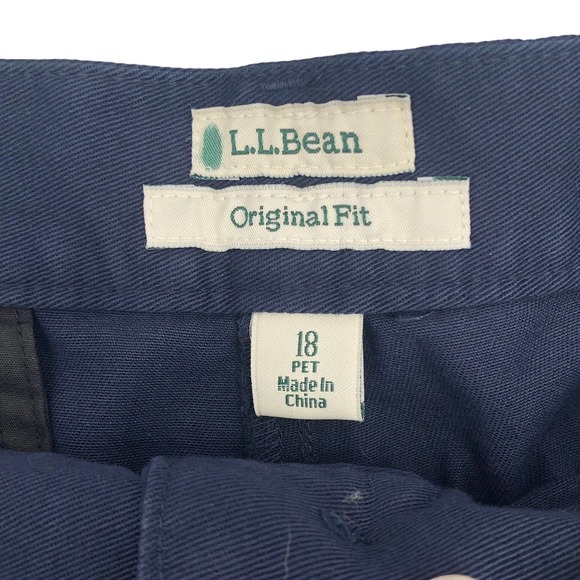 L.L.Bean
Original Fit
18
PET
Made In
China